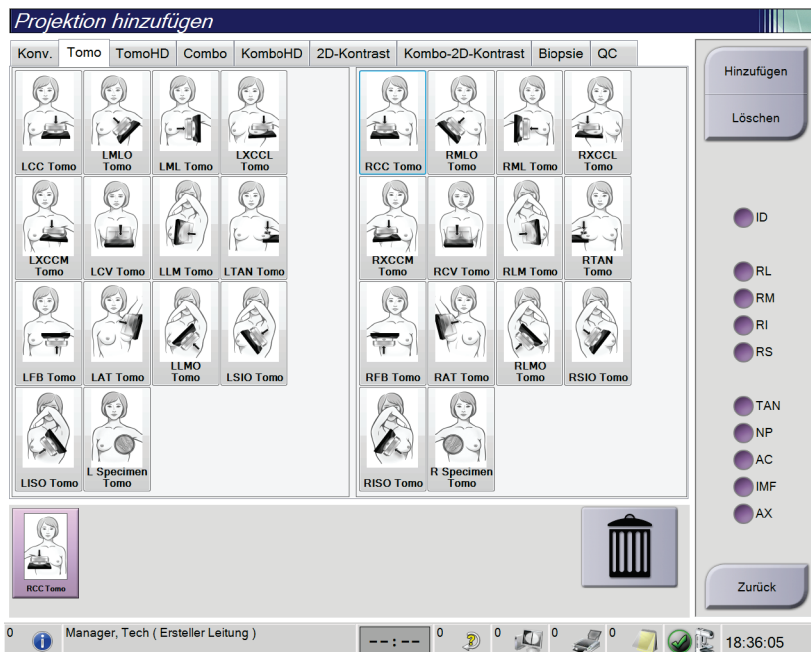 Projektion hinzufügen
Konv. Tomo TomoHD Combo KomboHD 2D-Kontrast Kombo-2D-Kontrast Biopsie QC
LCC Tomo
LMLO
Tomo
LML Tomo
LXCCL
Tomo
RCC Tomo
RMLO
Tomo
RML Tomo
RXCCL
Tomo
LXCCM
Tomo
LCV Tomo
LLM Tomo
LTAN Tomo
RXCCM
Tomo
RCV Tomo
RLM Tomo
RTAN
Tomo
LFB Tomo
LAT Tomo
LLMO
Tomo
LSIO Tomo
RFB Tomo
RAT Tomo
RLMO
Tomo
RSIO Tomo
LISO Tomo
L Specimen
Tomo
RISO Tomo
R Specimen
Tomo
RCC Tomo
Hinzufügen
Löschen
ID
RL
RM
RI
RS
TAN
NP
AC
IMF
AX
Zurück
0 Manager, Tech ( Ersteller Leitung ) --:-- 0 0 0 0 18:36:05